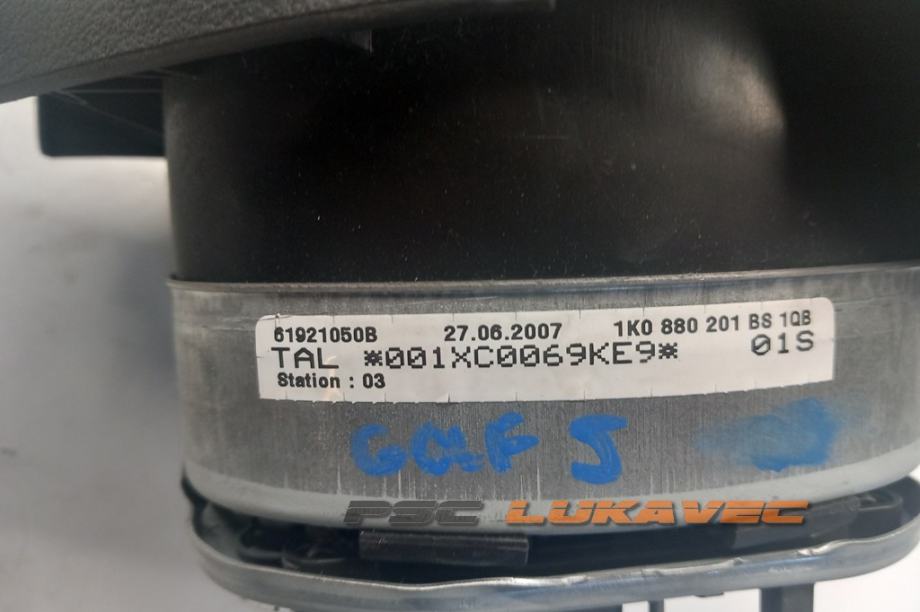 61921050B 27.06.2007 1K0 880 201 BS 1QB
TAL *001XC0069KE9* 01S
Station : 03
GOLF 5
PSC LUKAVEC